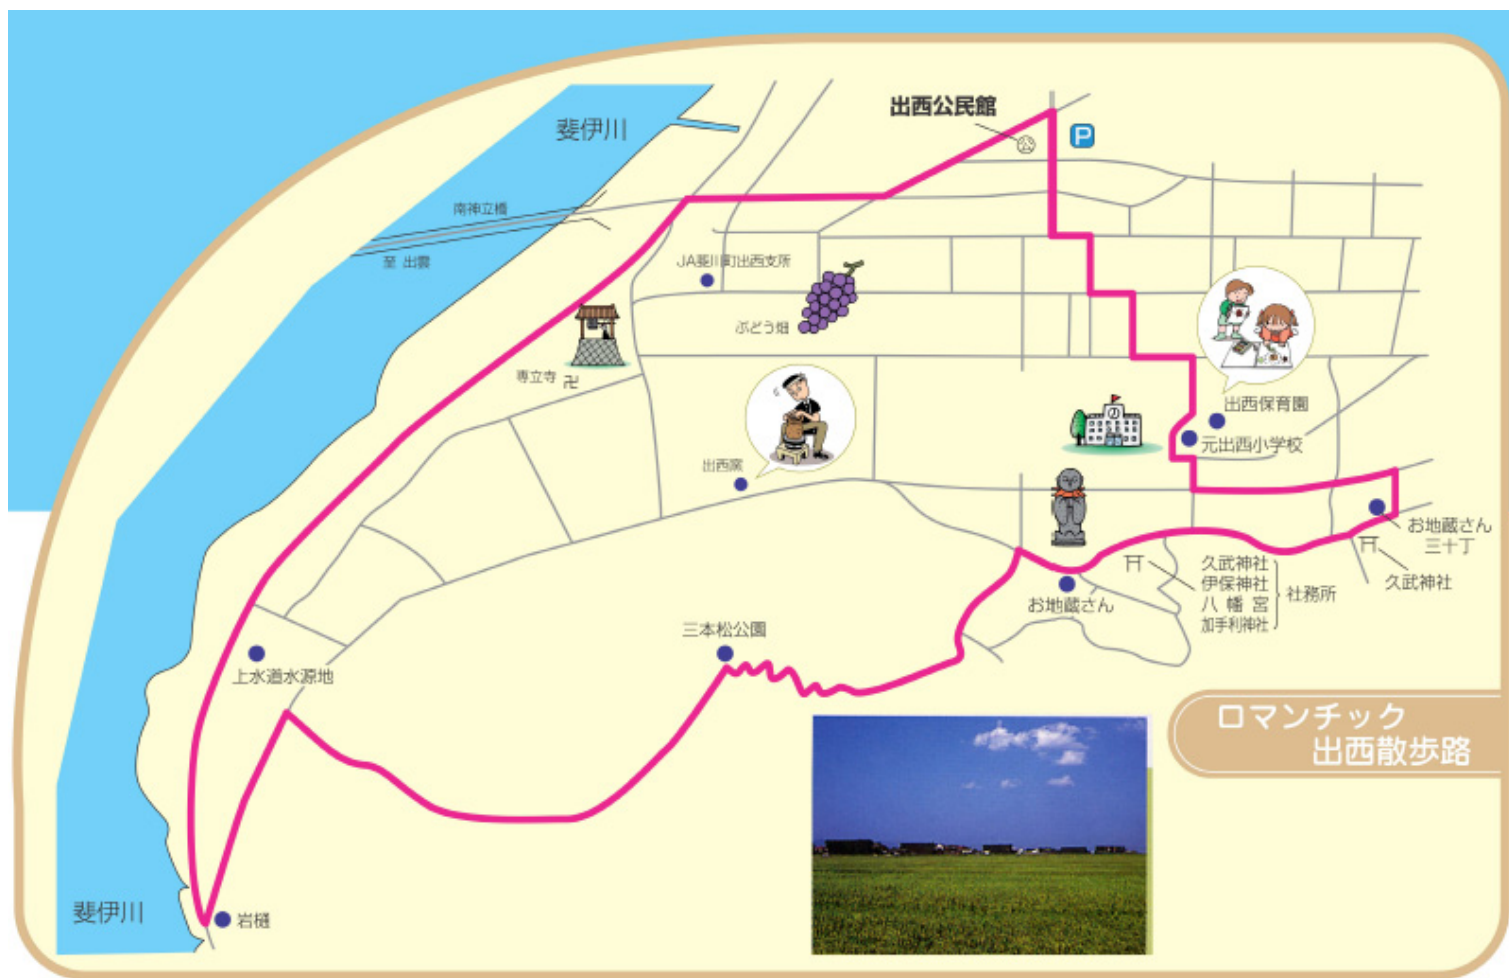 斐伊川
出西公民館
P
南神立橋
至 出雲
JA斐川町出西支所
ぶどう畑
専立寺 卍
出西窯
出西保育園
元出西小学校
お地蔵さん
三十丁
久武神社
お地蔵さん
久武神社
伊保神社
八幡宮
加手利神社
社務所
三本松公園
上水道水源地
岩樋
斐伊川
ロマンチック
出西散歩路